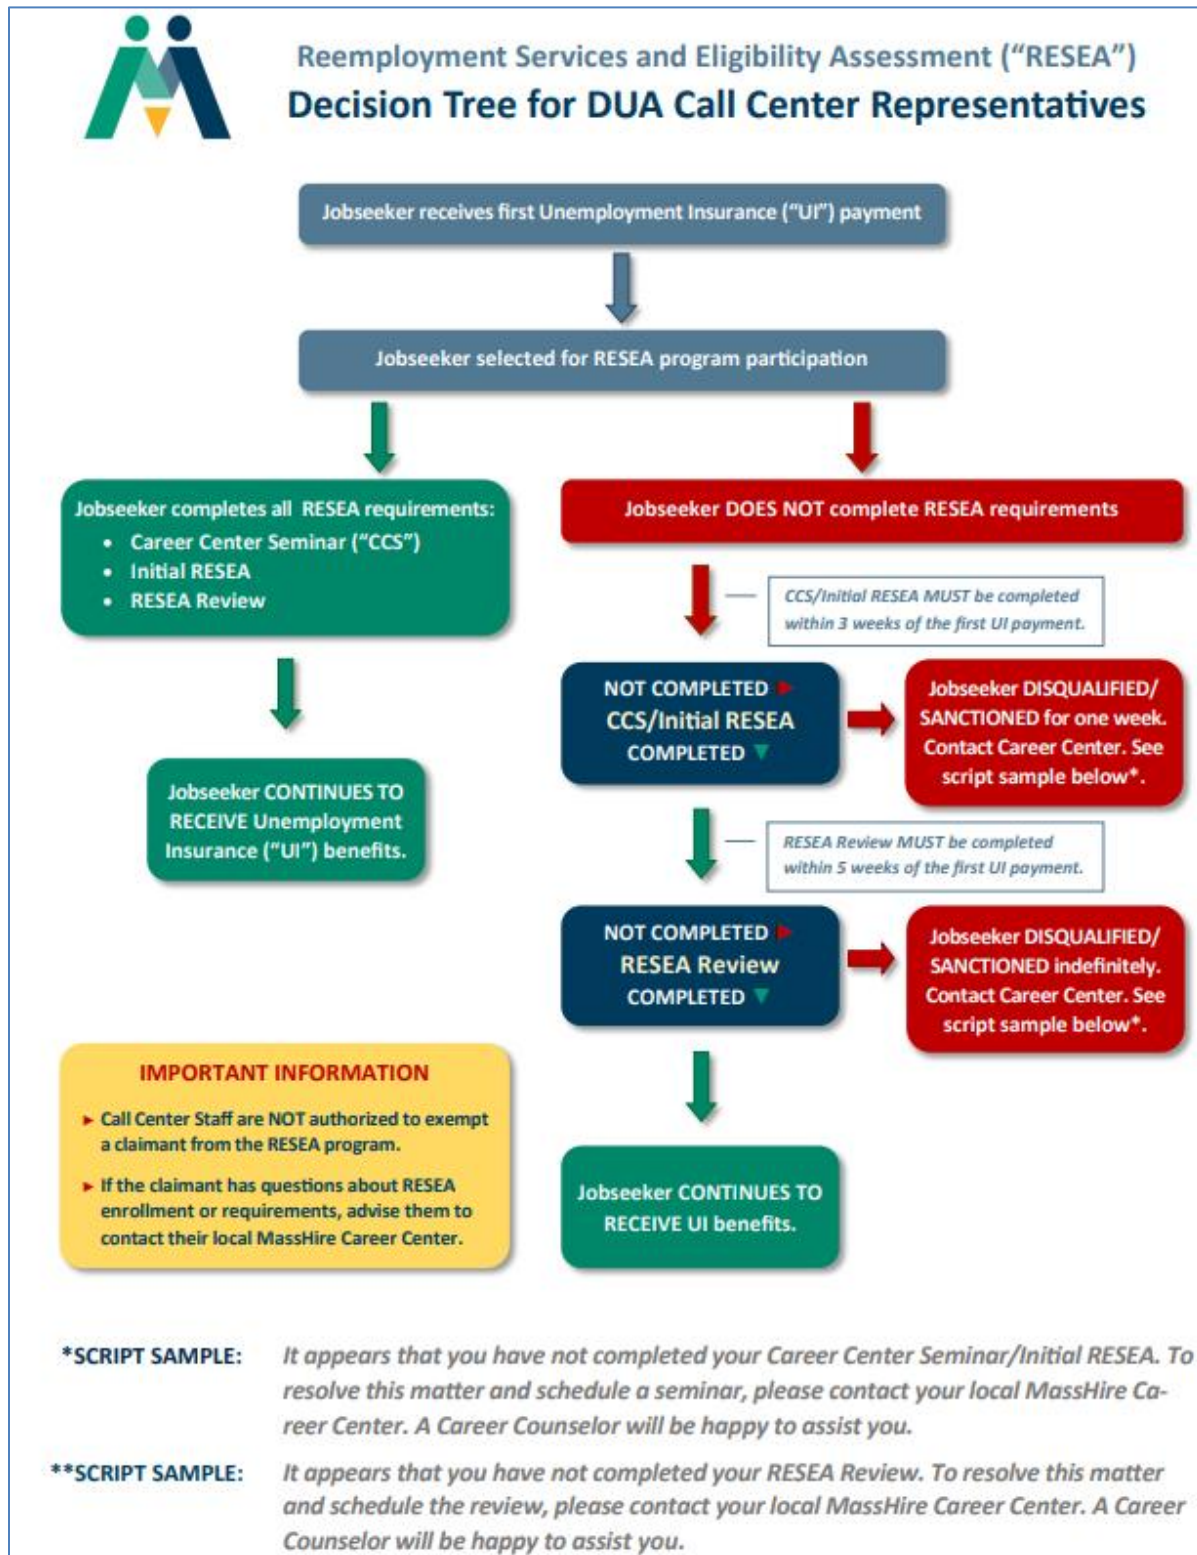 Reemployment Services and Eligibility Assessment (“RESEA”)
Decision Tree for DUA Call Center Representatives
Jobseeker receives first Unemployment Insurance (“UI”) payment
Jobseeker selected for RESEA program participation
Jobseeker completes all RESEA requirements:
• Career Center Seminar (“CCS”)
• Initial RESEA
• RESEA Review
Jobseeker CONTINUES TO
RECEIVE Unemployment
Insurance (“UI”) benefits.
Jobseeker DOES NOT complete RESEA requirements
CCS/Initial RESEA MUST be completed
within 3 weeks of the first UI payment.
NOT COMPLETED ►
CCS/Initial RESEA
COMPLETED ▼
Jobseeker DISQUALIFIED/
SANCTIONED for one week.
Contact Career Center. See
script sample below*.
RESEA Review MUST be completed
within 5 weeks of the first UI payment.
NOT COMPLETED ►
RESEA Review
COMPLETED ▼
Jobseeker DISQUALIFIED/
SANCTIONED indefinitely.
Contact Career Center. See
script sample below*.
Jobseeker CONTINUES TO
RECEIVE UI benefits.
IMPORTANT INFORMATION
► Call Center Staff are NOT authorized to exempt
a claimant from the RESEA program.
► If the claimant has questions about RESEA
enrollment or requirements, advise them to
contact their local MassHire Career Center.
*SCRIPT SAMPLE: It appears that you have not completed your Career Center Seminar/Initial RESEA. To
resolve this matter and schedule a seminar, please contact your local MassHire Ca-
reer Center. A Career Counselor will be happy to assist you.
**SCRIPT SAMPLE: It appears that you have not completed your RESEA Review. To resolve this matter
and schedule the review, please contact your local MassHire Career Center. A Career
Counselor will be happy to assist you.